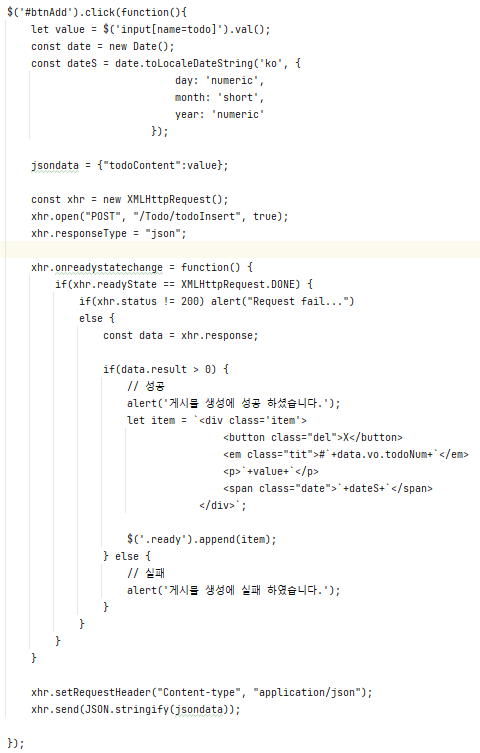 $('#btnAdd').click(function(){
let value = $('input[name=todo]').val();
const date = new Date();
const dateS = date.toLocaleDateString('ko', {
day: 'numeric',
month: 'short',
year: 'numeric'
});
jsondata = {"todoContent":value};
const xhr = new XMLHttpRequest();
xhr.open("POST", "/Todo/todoInsert", true);
xhr.responseType = "json";
xhr.onreadystatechange = function() {
if(xhr.readyState == XMLHttpRequest.DONE) {
if(xhr.status != 200) alert("Request fail...")
else {
const data = xhr.response;
if(data.result > 0) {
// 성공
alert('게시물 생성에 성공 하셨습니다.');
let item = `<div class='item'>
<button class="del">X</button>
<em class="tit">#`+data.vo.todoNum+`</em>
<p>`+value+`</p>
<span class="date">`+dateS+`</span>
</div>`;
$('.ready').append(item);
} else {
// 실패
alert('게시물 생성에 실패 하였습니다.');
}
}
}
}
xhr.setRequestHeader("Content-type", "application/json");
xhr.send(JSON.stringify(jsondata));
});